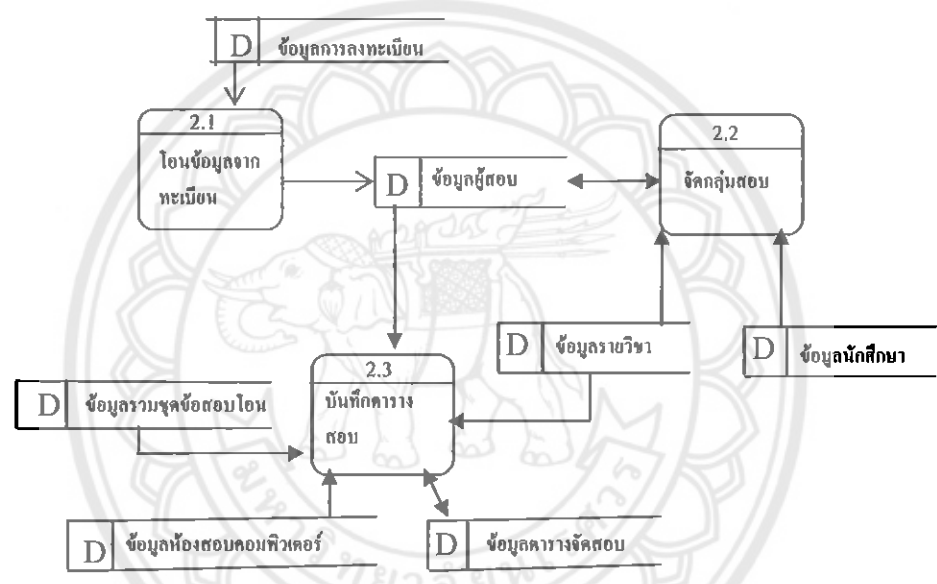 D ข้อมูลการลงทะเบียน
2.1
โอนข้อมูลจาก
ทะเบียน
D ข้อมูลผู้สอบ
2.2
จัดกลุ่มสอบ
D ข้อมูลรายวิชา
D ข้อมูลนักศึกษา
2.3
บันทึกตาราง
สอบ
D ข้อมูลรวมชุดข้อสอบโอน
D ข้อมูลห้องสอบคอมพิวเตอร์
D ข้อมูลตารางจัดสอบ